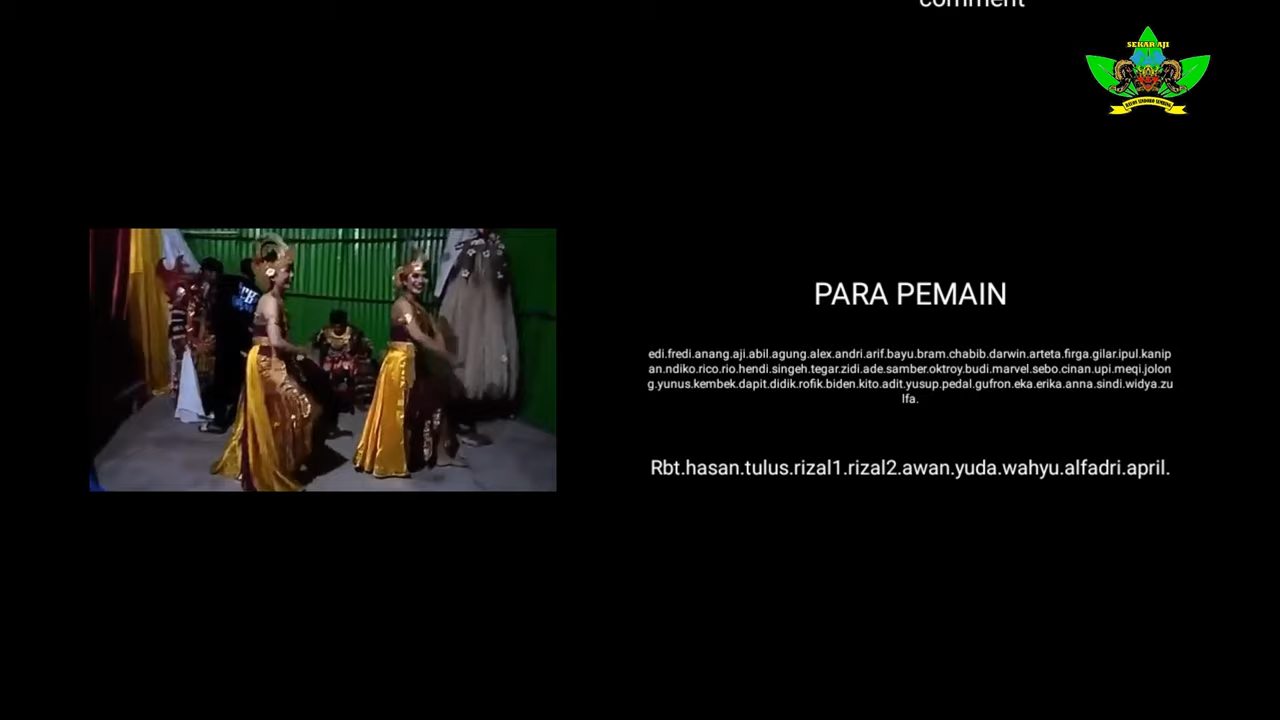 comment
SEKAR AJI
PARA PEMAIN
edi.fredi.anang.aji.abil.agung.alex.andri.arif.bayu.bram.chabib.darwin.arteta.firga.gilar.ipul.kanip
an.ndiko.rico.rio.hendi.singeh.tegar.zidi.ade.samber.oktroy.budi.marvel.sebo.cinan.upi.meqi.jolon
g.yunus.kembek.dapit.didik.rofik.biden.kito.adit.yusup.pedal.gufron.eka.erika.anna.sindi.widya.zu
lfa.
Rbt.hasan.tulus.rizal1.rizal2.awan.yuda.wahyu.alfadri.april.